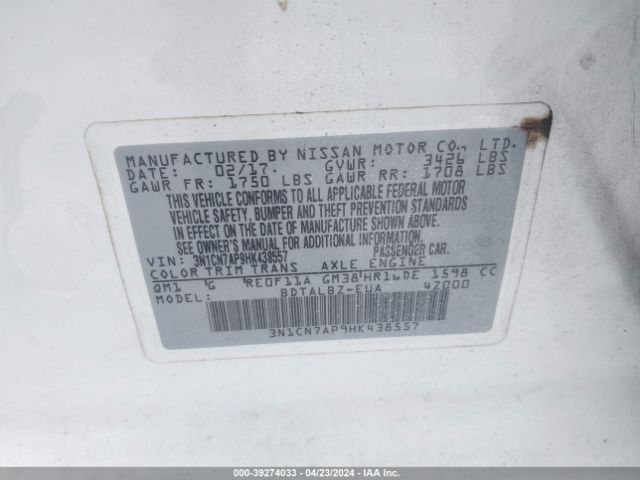 MANUFACTURED BY NISSAN MOTOR CO., LTD.
DATE: 02/17. GVWR: 3426 LBS
GAWR FR: 1750 LBS GAWR RR: 1708 LBS
THIS VEHICLE CONFORMS TO ALL APPLICABLE FEDERAL MOTOR
VEHICLE SAFETY, BUMPER AND THEFT PREVENTION STANDARDS
IN EFFECT ON THE DATE OF MANUFACTURE SHOWN ABOVE.
SEE OWNER'S MANUAL FOR ADDITIONAL INFORMATION.
VIN: 3N1CN7AP9HK438557 PASSENGER CAR.
COLOR TRIM TRANS AXLE ENGINE
QM1 G RE0F11A GM38 HR16DE 1598 CC
MODEL: BDTALBZ-EUA 42000
3N1CN7AP9HK438557
000-39274033 / 04/23/2024 - IAA Inc.